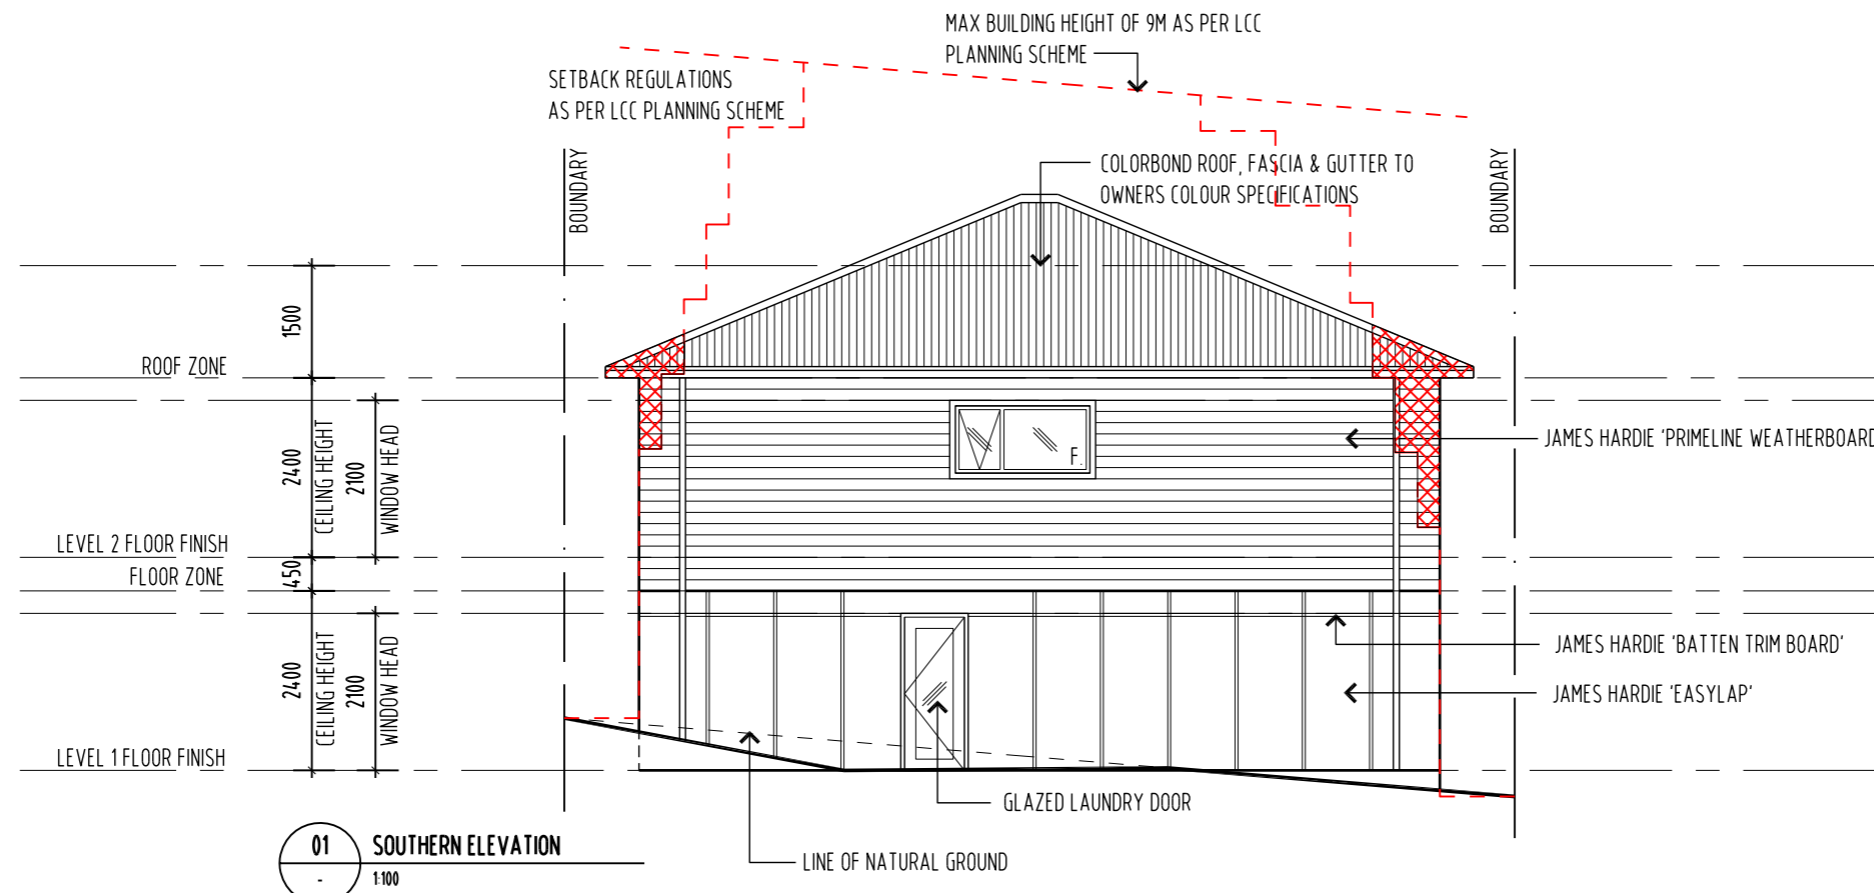 MAX BUILDING HEIGHT OF 9M AS PER LCC
PLANNING SCHEME
SETBACK REGULATIONS
AS PER LCC PLANNING SCHEME
BOUNDARY
BOUNDARY
COLORBOND ROOF, FASCIA & GUTTER TO
OWNERS COLOUR SPECIFICATIONS
1500
ROOF ZONE
2400
CEILING HEIGHT
2100
WINDOW HEAD
F.
JAMES HARDIE 'PRIMELINE WEATHERBOARD
LEVEL 2 FLOOR FINISH
FLOOR ZONE
450
2400
CEILING HEIGHT
2100
WINDOW HEAD
JAMES HARDIE 'BATTEN TRIM BOARD'
JAMES HARDIE 'EASYLAP'
LEVEL 1 FLOOR FINISH
GLAZED LAUNDRY DOOR
LINE OF NATURAL GROUND
01 SOUTHERN ELEVATION
- 1:100